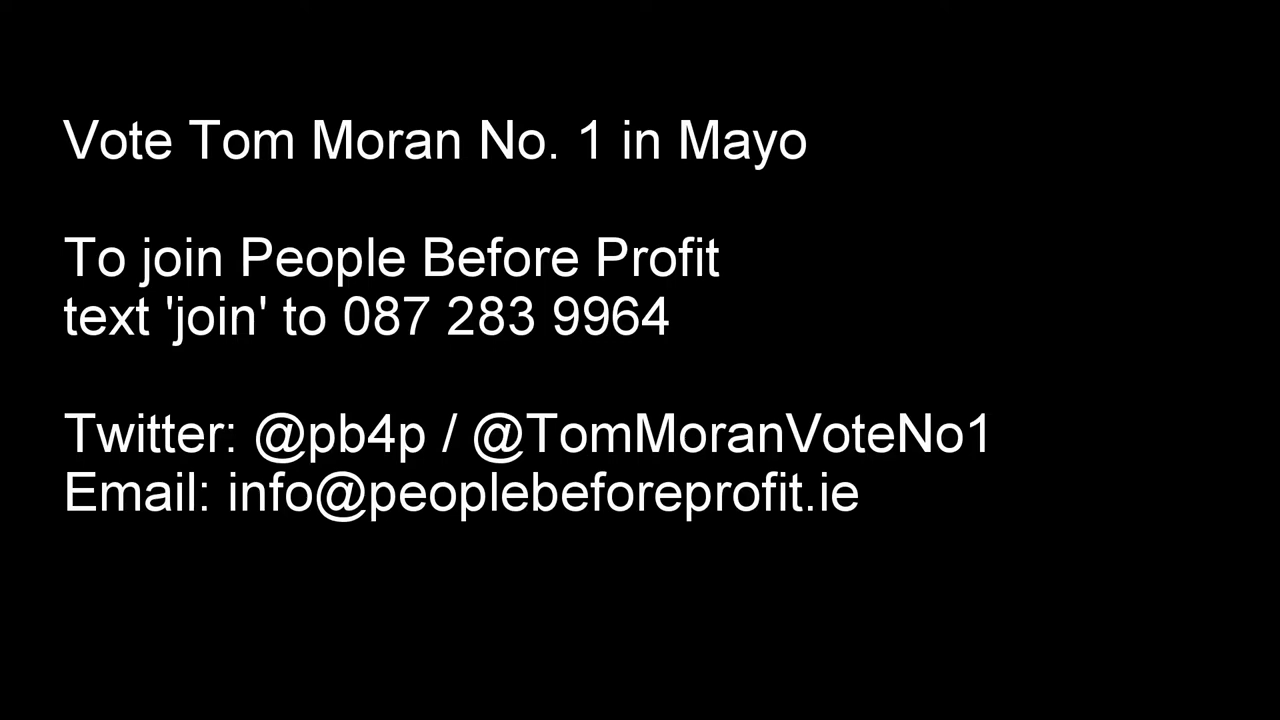 Vote Tom Moran No. 1 in Mayo
To join People Before Profit
text 'join' to 087 283 9964
Twitter: @pb4p / @TomMoranVoteNo1
Email: info@peoplebeforeprofit.ie